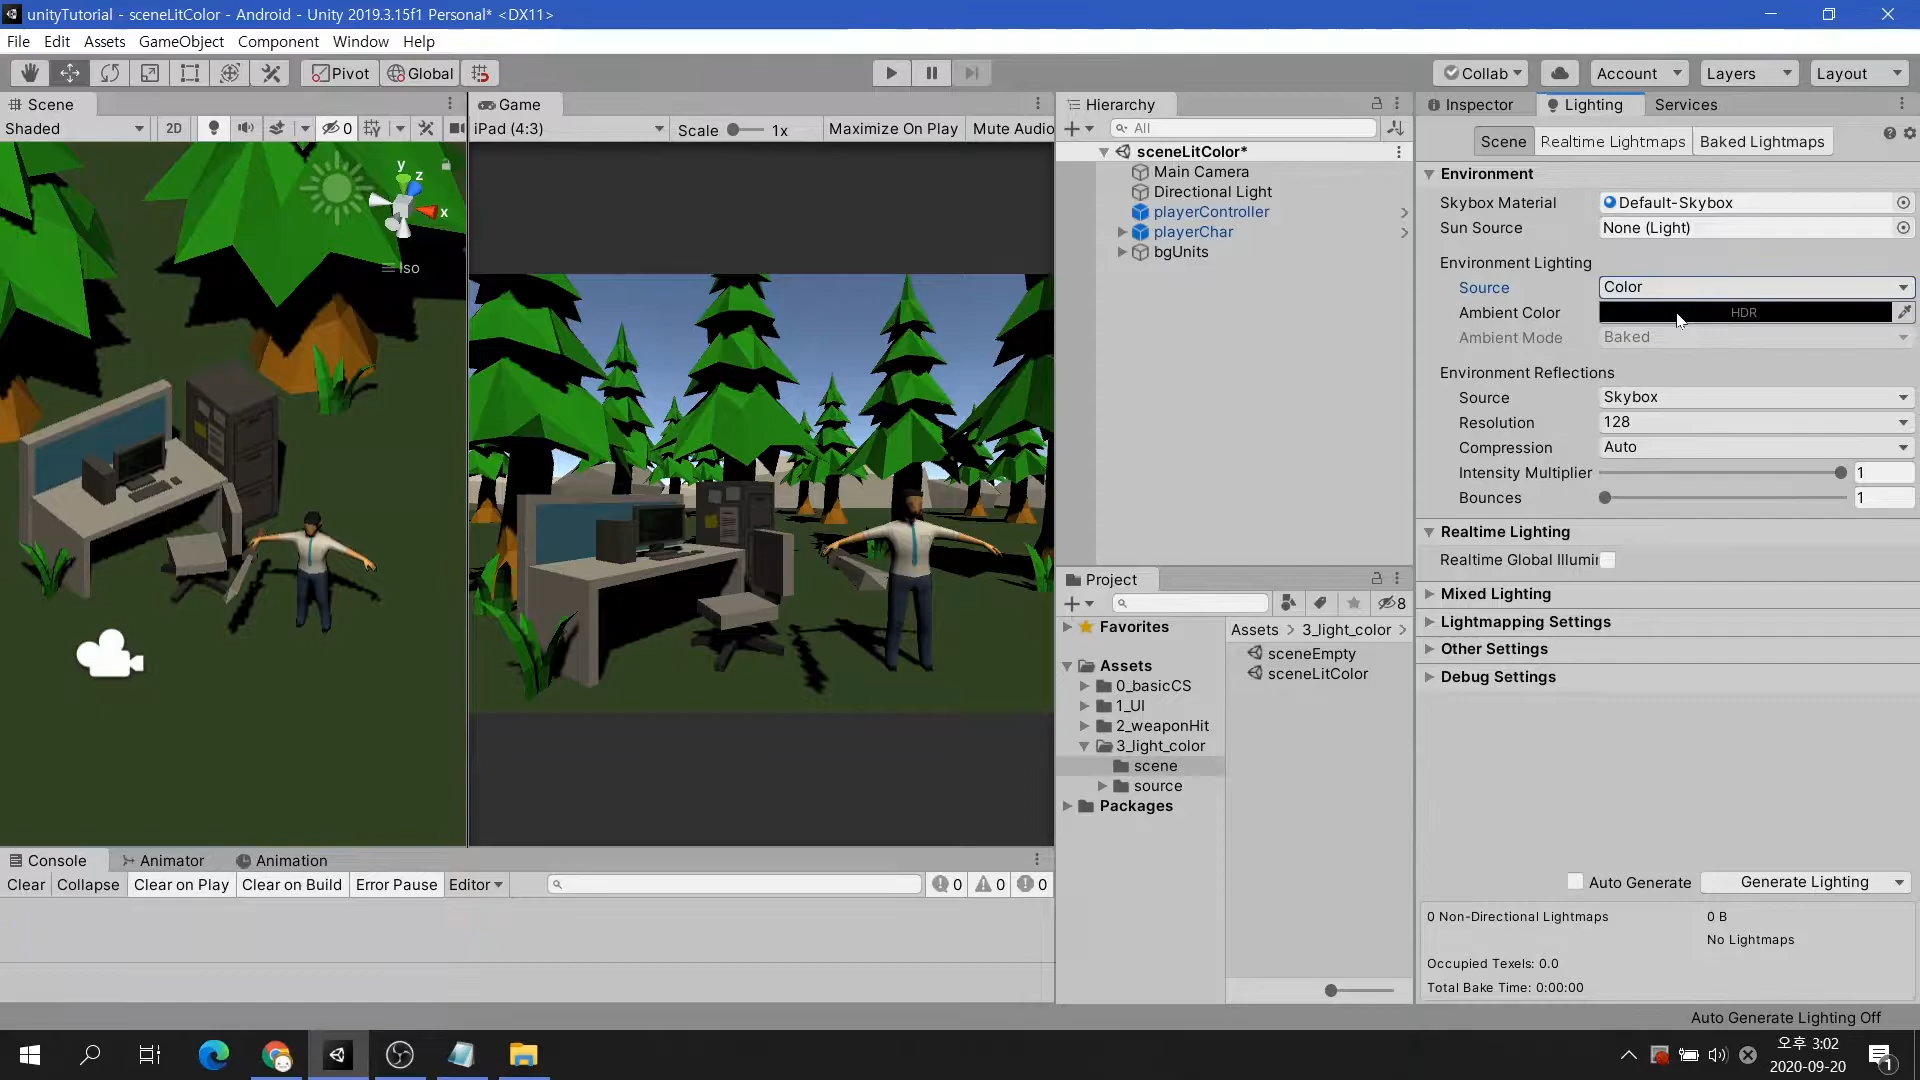 unityTutorial - sceneLitColor - Android - Unity 2019.3.15f1 Personal* <DX11>
File Edit Assets GameObject Component Window Help
Pivot Global Collab Account Layers Layout
Scene
Shaded 2D 0
y
z
x
Iso
Game
iPad (4:3) Scale 1x Maximize On Play Mute Audio
Hierarchy
All
sceneLitColor*
Main Camera
Directional Light
playerController
playerChar
bgUnits
Project
8
Favorites
Assets
0_basicCS
1_UI
2_weaponHit
3_light_color
scene
source
Packages
Assets > 3_light_color >
sceneEmpty
sceneLitColor
Inspector Lighting Services
Scene Realtime Lightmaps Baked Lightmaps
Environment
Skybox Material Default-Skybox
Sun Source None (Light)
Environment Lighting
Source Color
Ambient Color HDR
Ambient Mode Baked
Environment Reflections
Source Skybox
Resolution 128
Compression Auto
Intensity Multiplier 1
Bounces 1
Realtime Lighting
Realtime Global Illumi
Mixed Lighting
Lightmapping Settings
Other Settings
Debug Settings
Auto Generate Generate Lighting
0 Non-Directional Lightmaps 0 B
No Lightmaps
Occupied Texels: 0.0
Total Bake Time: 0:00:00
Console Animator Animation
Clear Collapse Clear on Play Clear on Build Error Pause Editor 0 0 0
Auto Generate Lighting Off
오후 3:02
2020-09-20
1